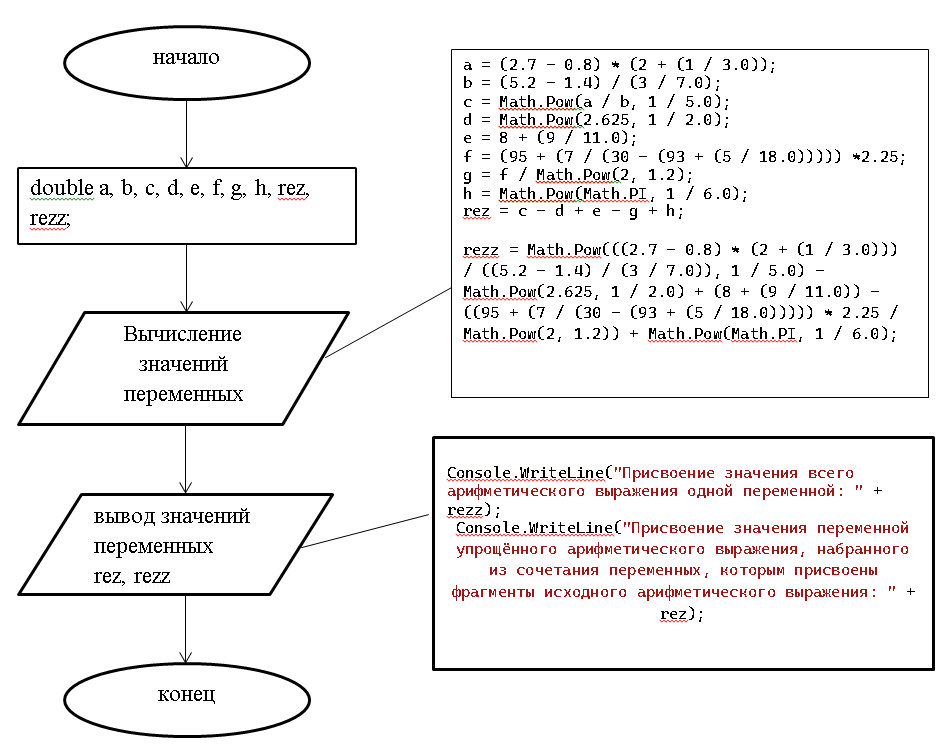 начало
double a, b, c, d, e, f, g, h, rez,
rezz;
Вычисление
значений
переменных
вывод значений
переменных
rez, rezz
конец
a = (2.7 - 0.8) * (2 + (1 / 3.0));
b = (5.2 - 1.4) / (3 / 7.0);
c = Math.Pow(a / b, 1 / 5.0);
d = Math.Pow(2.625, 1 / 2.0);
e = 8 + (9 / 11.0);
f = (95 + (7 / (30 - (93 + (5 / 18.0))))) *2.25;
g = f / Math.Pow(2, 1.2);
h = Math.Pow(Math.PI, 1 / 6.0);
rez = c - d + e - g + h;
rezz = Math.Pow(((2.7 - 0.8) * (2 + (1 / 3.0)))
/ ((5.2 - 1.4) / (3 / 7.0)), 1 / 5.0) -
Math.Pow(2.625, 1 / 2.0) + (8 + (9 / 11.0)) -
((95 + (7 / (30 - (93 + (5 / 18.0))))) * 2.25 /
Math.Pow(2, 1.2)) + Math.Pow(Math.PI, 1 / 6.0);
Console.WriteLine("Присвоение значения всего
арифметического выражения одной переменной: " +
rezz);
Console.WriteLine("Присвоение значения переменной
упрощённого арифметического выражения, набранного
из сочетания переменных, которым присвоены
фрагменты исходного арифметического выражения: " +
rez);